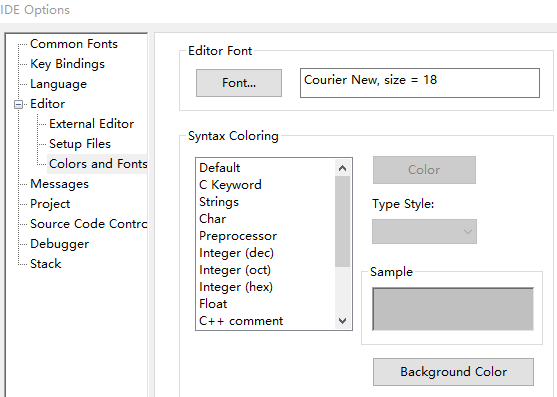 IDE Options
Common Fonts
Key Bindings
Language
Editor
External Editor
Setup Files
Colors and Fonts
Messages
Project
Source Code Contro
Debugger
Stack
Editor Font
Font...
Courier New, size = 18
Syntax Coloring
Default
C Keyword
Strings
Char
Preprocessor
Integer (dec)
Integer (oct)
Integer (hex)
Float
C++ comment
Color
Type Style:
Sample
Background Color